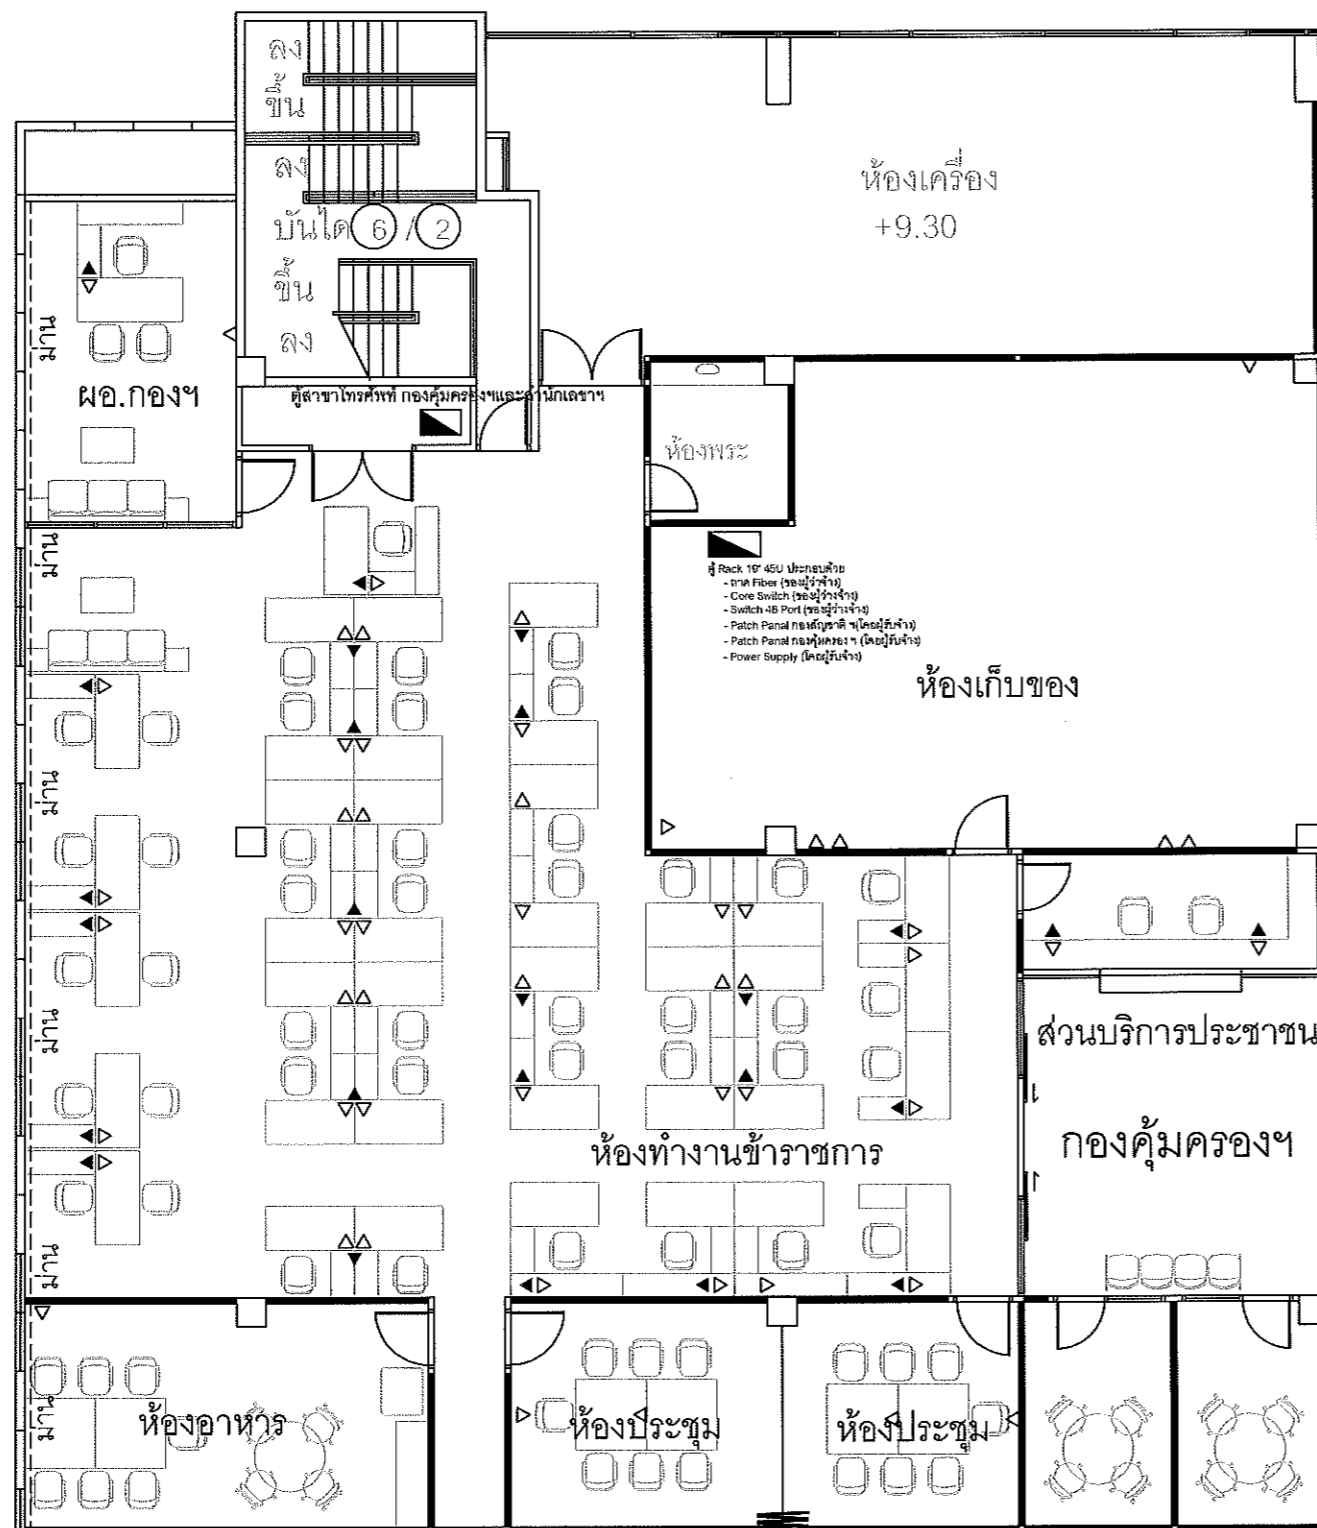 ลง
ขึ้น
ลง
บันได 6 / 2
ขึ้น
ลง
ห้องเครื่อง
+9.30
ม่าน
ผอ.กองฯ
ตู้สาขาโทรศัพท์ กองคุ้มครองฯและสำนักเลขาฯ
ห้องพระ
ม่าน
ตู้ Rack 19" 45U ประกอบด้วย
- ถาด Fiber (ของผู้ว่าจ้าง)
- Core Switch (ของผู้ว่าจ้าง)
- Switch 48 Port (ของผู้ว่าจ้าง)
- Patch Panal กองสัญชาติ ฯ(โดยผู้รับจ้าง)
- Patch Panal กองคุ้มครอง ฯ (โดยผู้รับจ้าง)
- Power Supply (โดยผู้รับจ้าง)
ห้องเก็บของ
ม่าน
ม่าน
ส่วนบริการประชาชน
กองคุ้มครองฯ
ห้องทำงานข้าราชการ
ม่าน
ม่าน
ห้องอาหาร
ห้องประชุม
ห้องประชุม